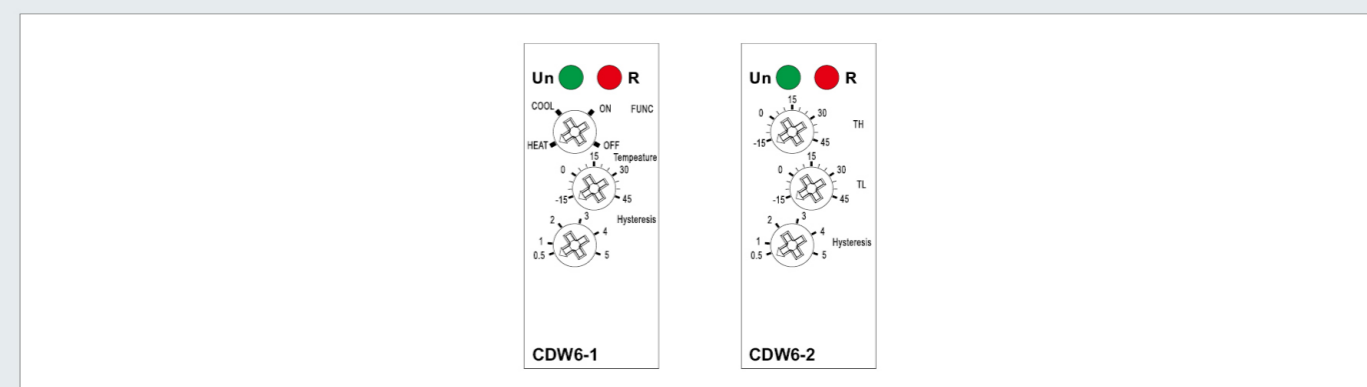 Un R
COOL ON FUNC
HEAT OFF
15 Tempeature
0 30
-15 45
Hysteresis
3
2 4
1
0.5 5
CDW6-1
Un R
15
0 30
TH
-15 45
15
0 30
TL
-15 45
3
2 4
1 Hysteresis
0.5 5
CDW6-2